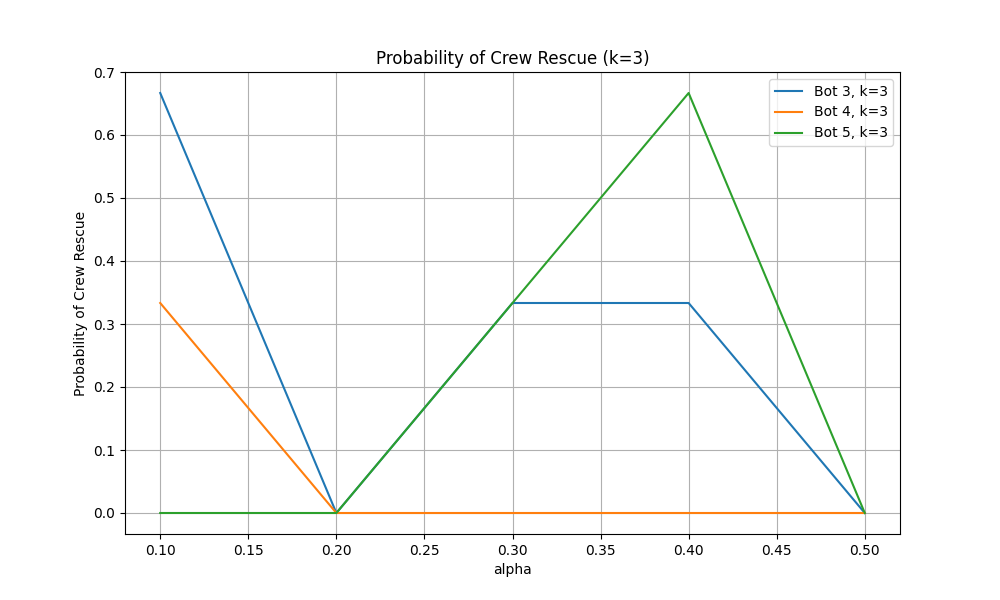 Probability of Crew Rescue (k=3)
Probability of Crew Rescue
0.7
0.6
0.5
0.4
0.3
0.2
0.1
0.0
Bot 3, k=3
Bot 4, k=3
Bot 5, k=3
0.10 0.15 0.20 0.25 0.30 0.35 0.40 0.45 0.50
alpha